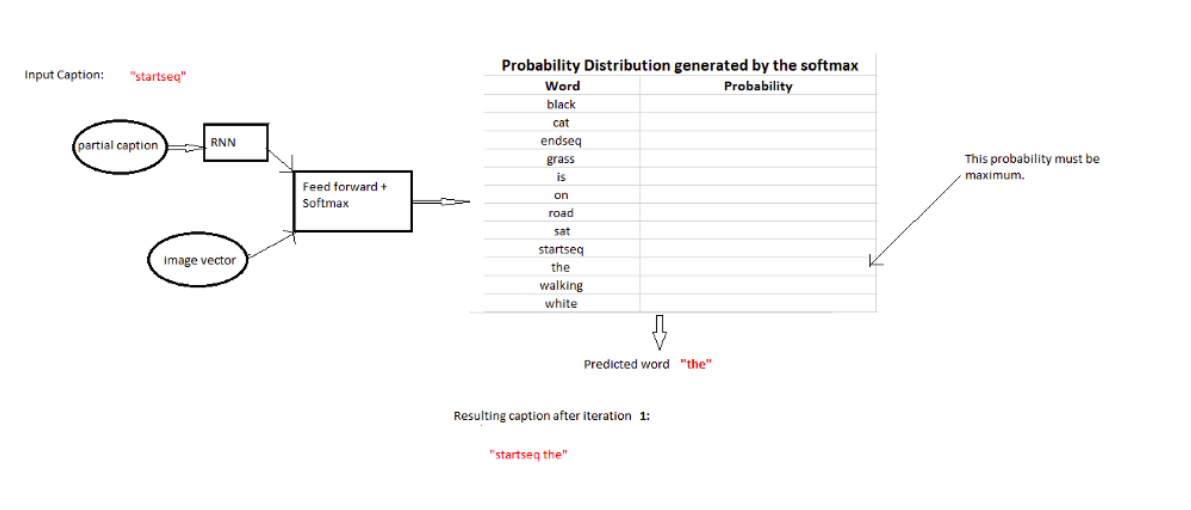 Input Caption: "startseq"
partial caption
RNN
Feed forward +
Softmax
image vector
Probability Distribution generated by the softmax
Word Probability
black
cat
endseq
grass
is
on
road
sat
startseq
the
walking
white
This probability must be
maximum.
Predicted word "the"
Resulting caption after iteration 1:
"startseq the"